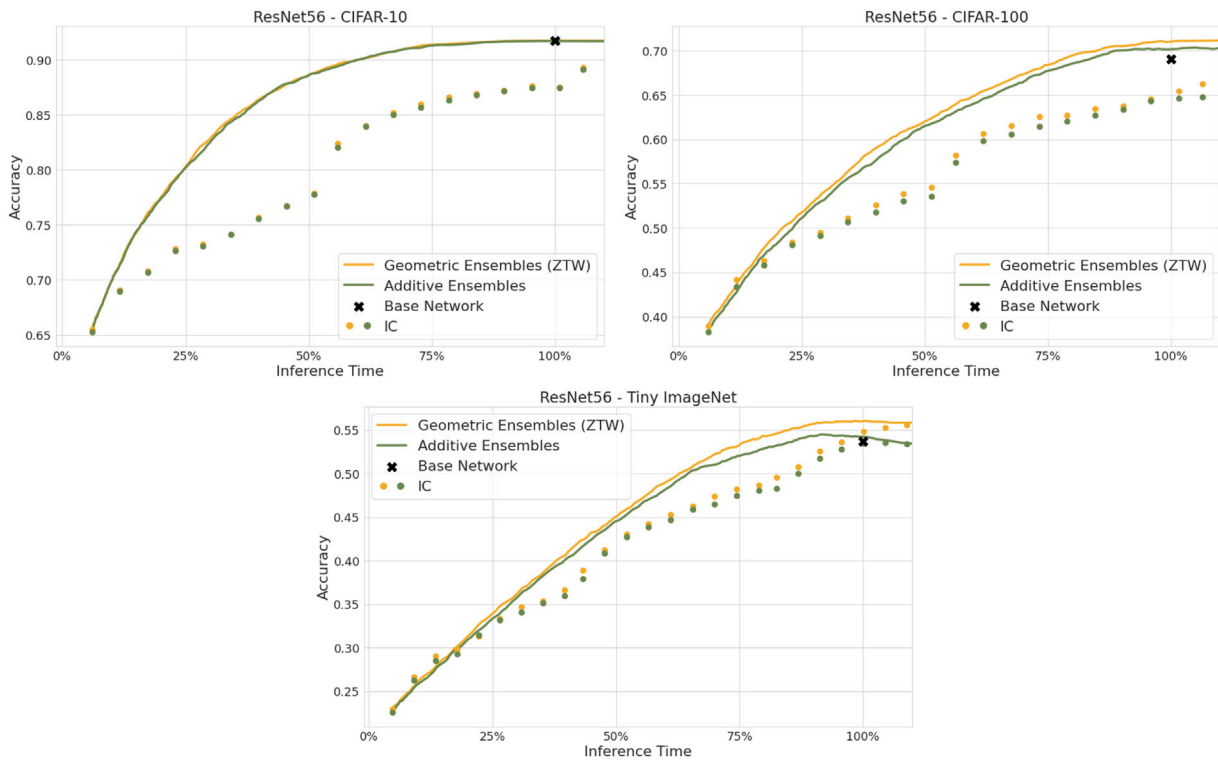 ResNet56 - CIFAR-10
Accuracy
0.90
0.85
0.80
0.75
0.70
0.65
Geometric Ensembles (ZTW)
Additive Ensembles
Base Network
IC
0%
25%
50%
75%
100%
Inference Time
ResNet56 - CIFAR-100
Accuracy
0.70
0.65
0.60
0.55
0.50
0.45
0.40
Geometric Ensembles (ZTW)
Additive Ensembles
Base Network
IC
0%
25%
50%
75%
100%
Inference Time
ResNet56 - Tiny ImageNet
Accuracy
0.55
0.50
0.45
0.40
0.35
0.30
0.25
Geometric Ensembles (ZTW)
Additive Ensembles
Base Network
IC
0%
25%
50%
75%
100%
Inference Time